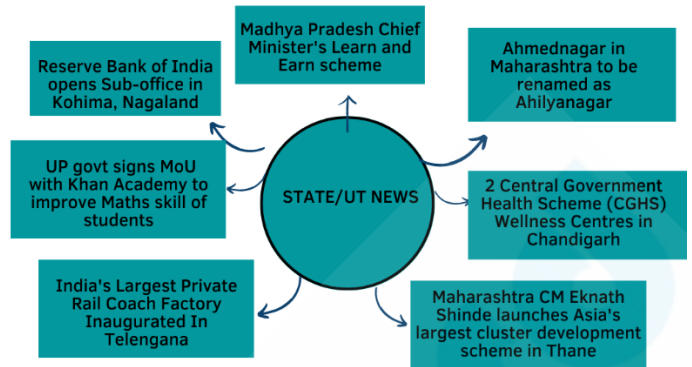 Madhya Pradesh Chief
Minister's Learn and
Earn scheme
Reserve Bank of India
opens Sub-office in
Kohima, Nagaland
Ahmednagar in
Maharashtra to be
renamed as
Ahilyanagar
UP govt signs MoU
with Khan Academy to
improve Maths skill of
students
STATE/UT NEWS
2 Central Government
Health Scheme (CGHS)
Wellness Centres in
Chandigarh
India's Largest Private
Rail Coach Factory
Inaugurated In
Telengana
Maharashtra CM Eknath
Shinde launches Asia's
largest cluster development
scheme in Thane